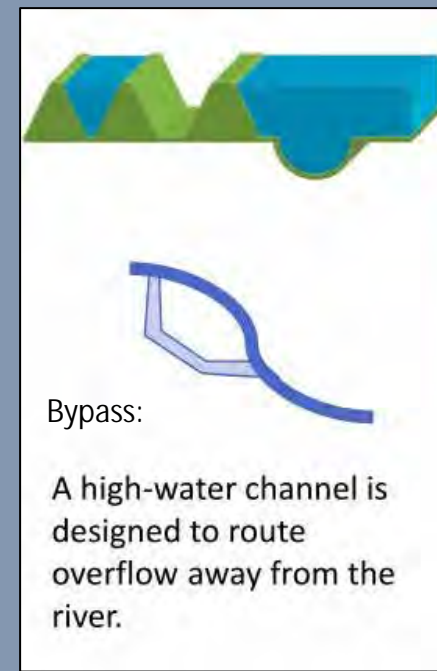 Bypass:
A high-water channel is
designed to route
overflow away from the
river.